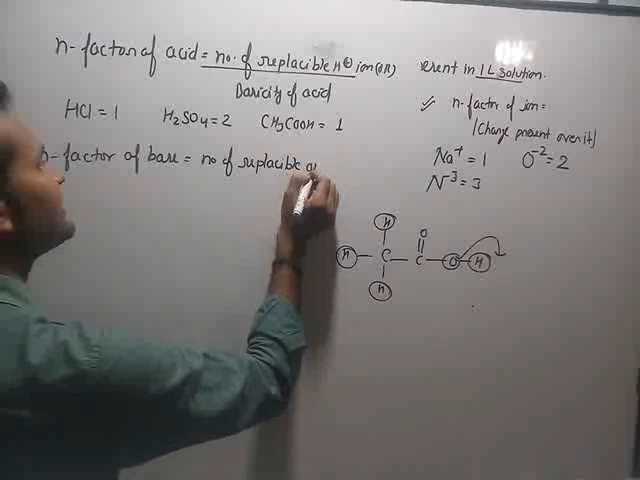 n-factor of acid = no. of replacible H⊕ ion (OR)
Basicity of acid
HCl = 1 H2SO4 = 2 CH3COOH = 1
n-factor of base = no of replacible
in 1 L solution.
✓ n-factor of ion =
|Charge present over it|
Na+ = 1 O-2 = 2
N-3 = 3
H
O
H C C O H
H